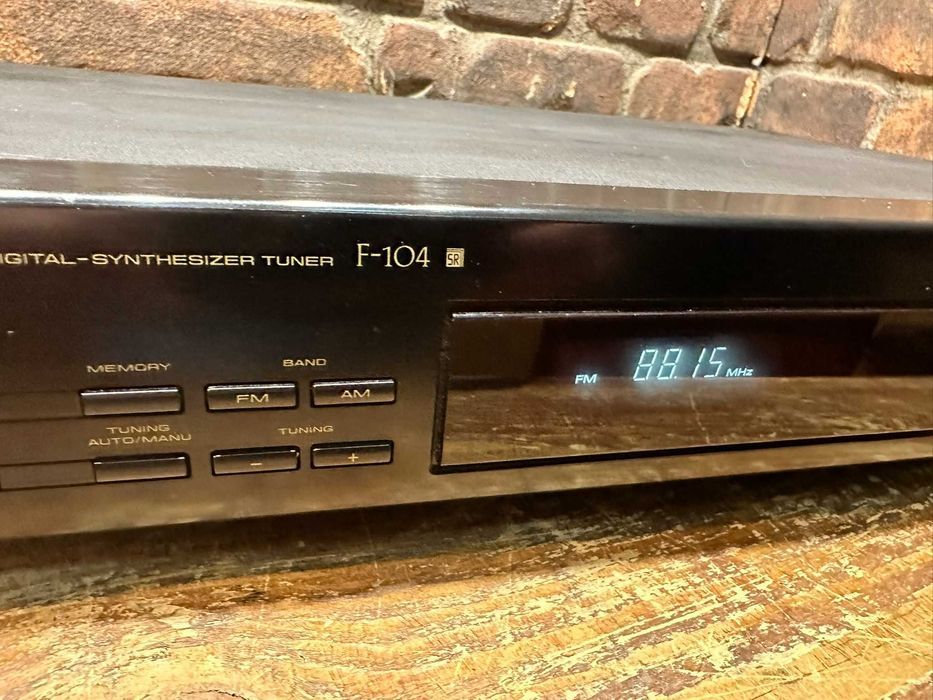 IGITAL-SYNTHESIZER TUNER F-104 SR
MEMORY
BAND
FM
AM
TUNING
AUTO/MANU
TUNING
-
+
FM 88.15 MHz